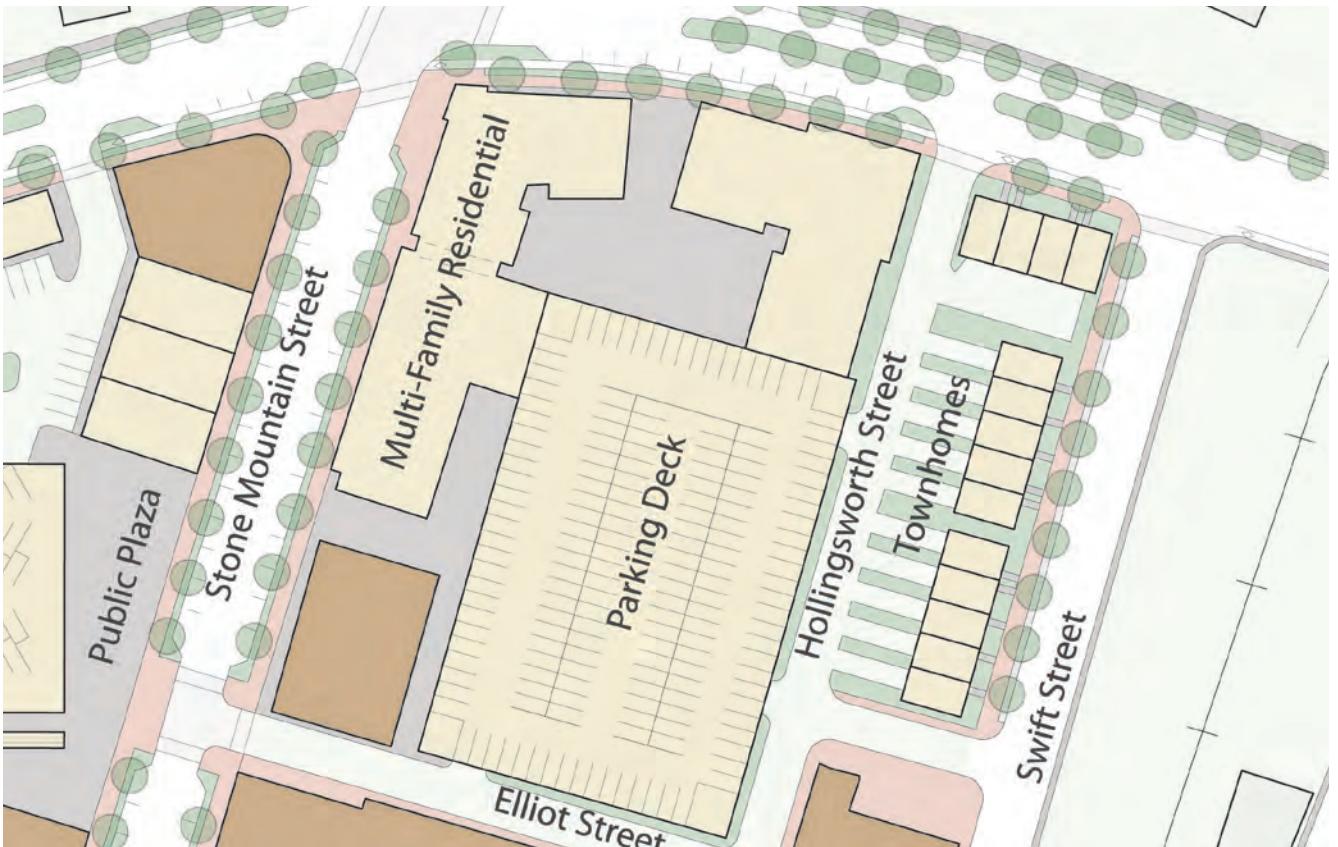 Multi-Family Residential
Stone Mountain Street
Public Plaza
Parking Deck
Hollingsworth Street
Townhomes
Swift Street
Elliot Street